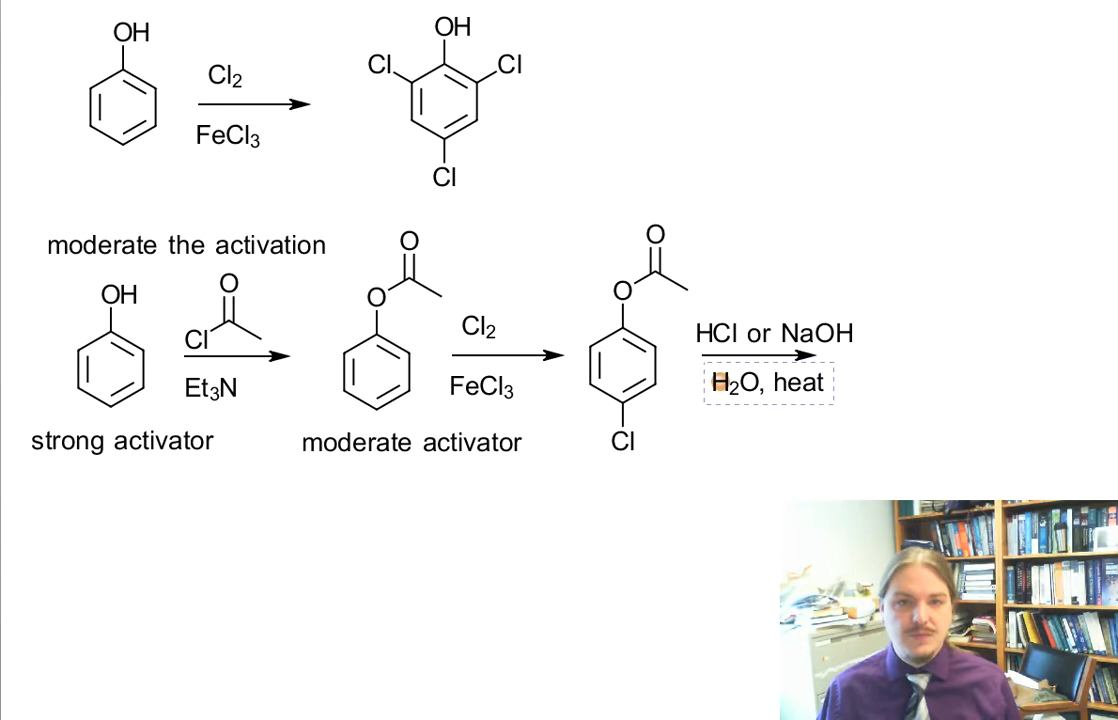 OH
Cl₂
FeCl₃
OH
Cl
Cl
Cl
moderate the activation
OH
O
Cl
Et₃N
strong activator
O
O
moderate activator
Cl₂
FeCl₃
O
O
Cl
HCl or NaOH
H₂O, heat